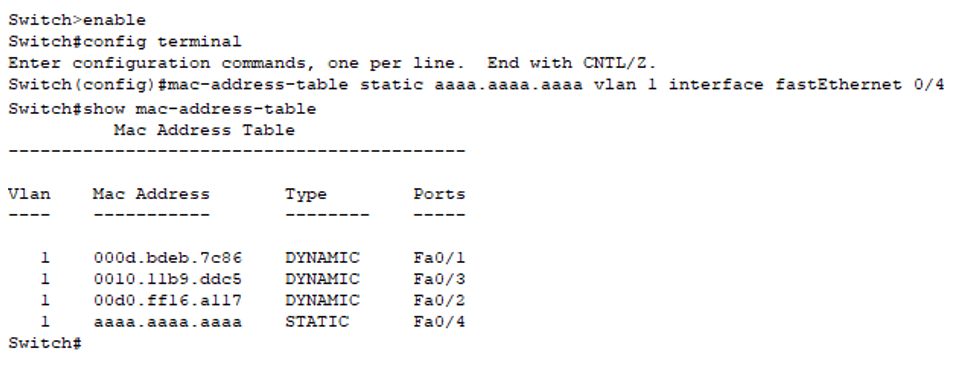 Switch>enable
Switch#config terminal
Enter configuration commands, one per line.  End with CNTL/Z.
Switch(config)#mac-address-table static aaaa.aaaa.aaaa vlan 1 interface fastEthernet 0/4
Switch#show mac-address-table
          Mac Address Table
-------------------------------------------
Vlan    Mac Address       Type        Ports
----    -----------       --------    -----
   1    000d.bdeb.7c86    DYNAMIC     Fa0/1
   1    0010.11b9.ddc5    DYNAMIC     Fa0/3
   1    00d0.ff16.a117    DYNAMIC     Fa0/2
   1    aaaa.aaaa.aaaa    STATIC      Fa0/4
Switch#